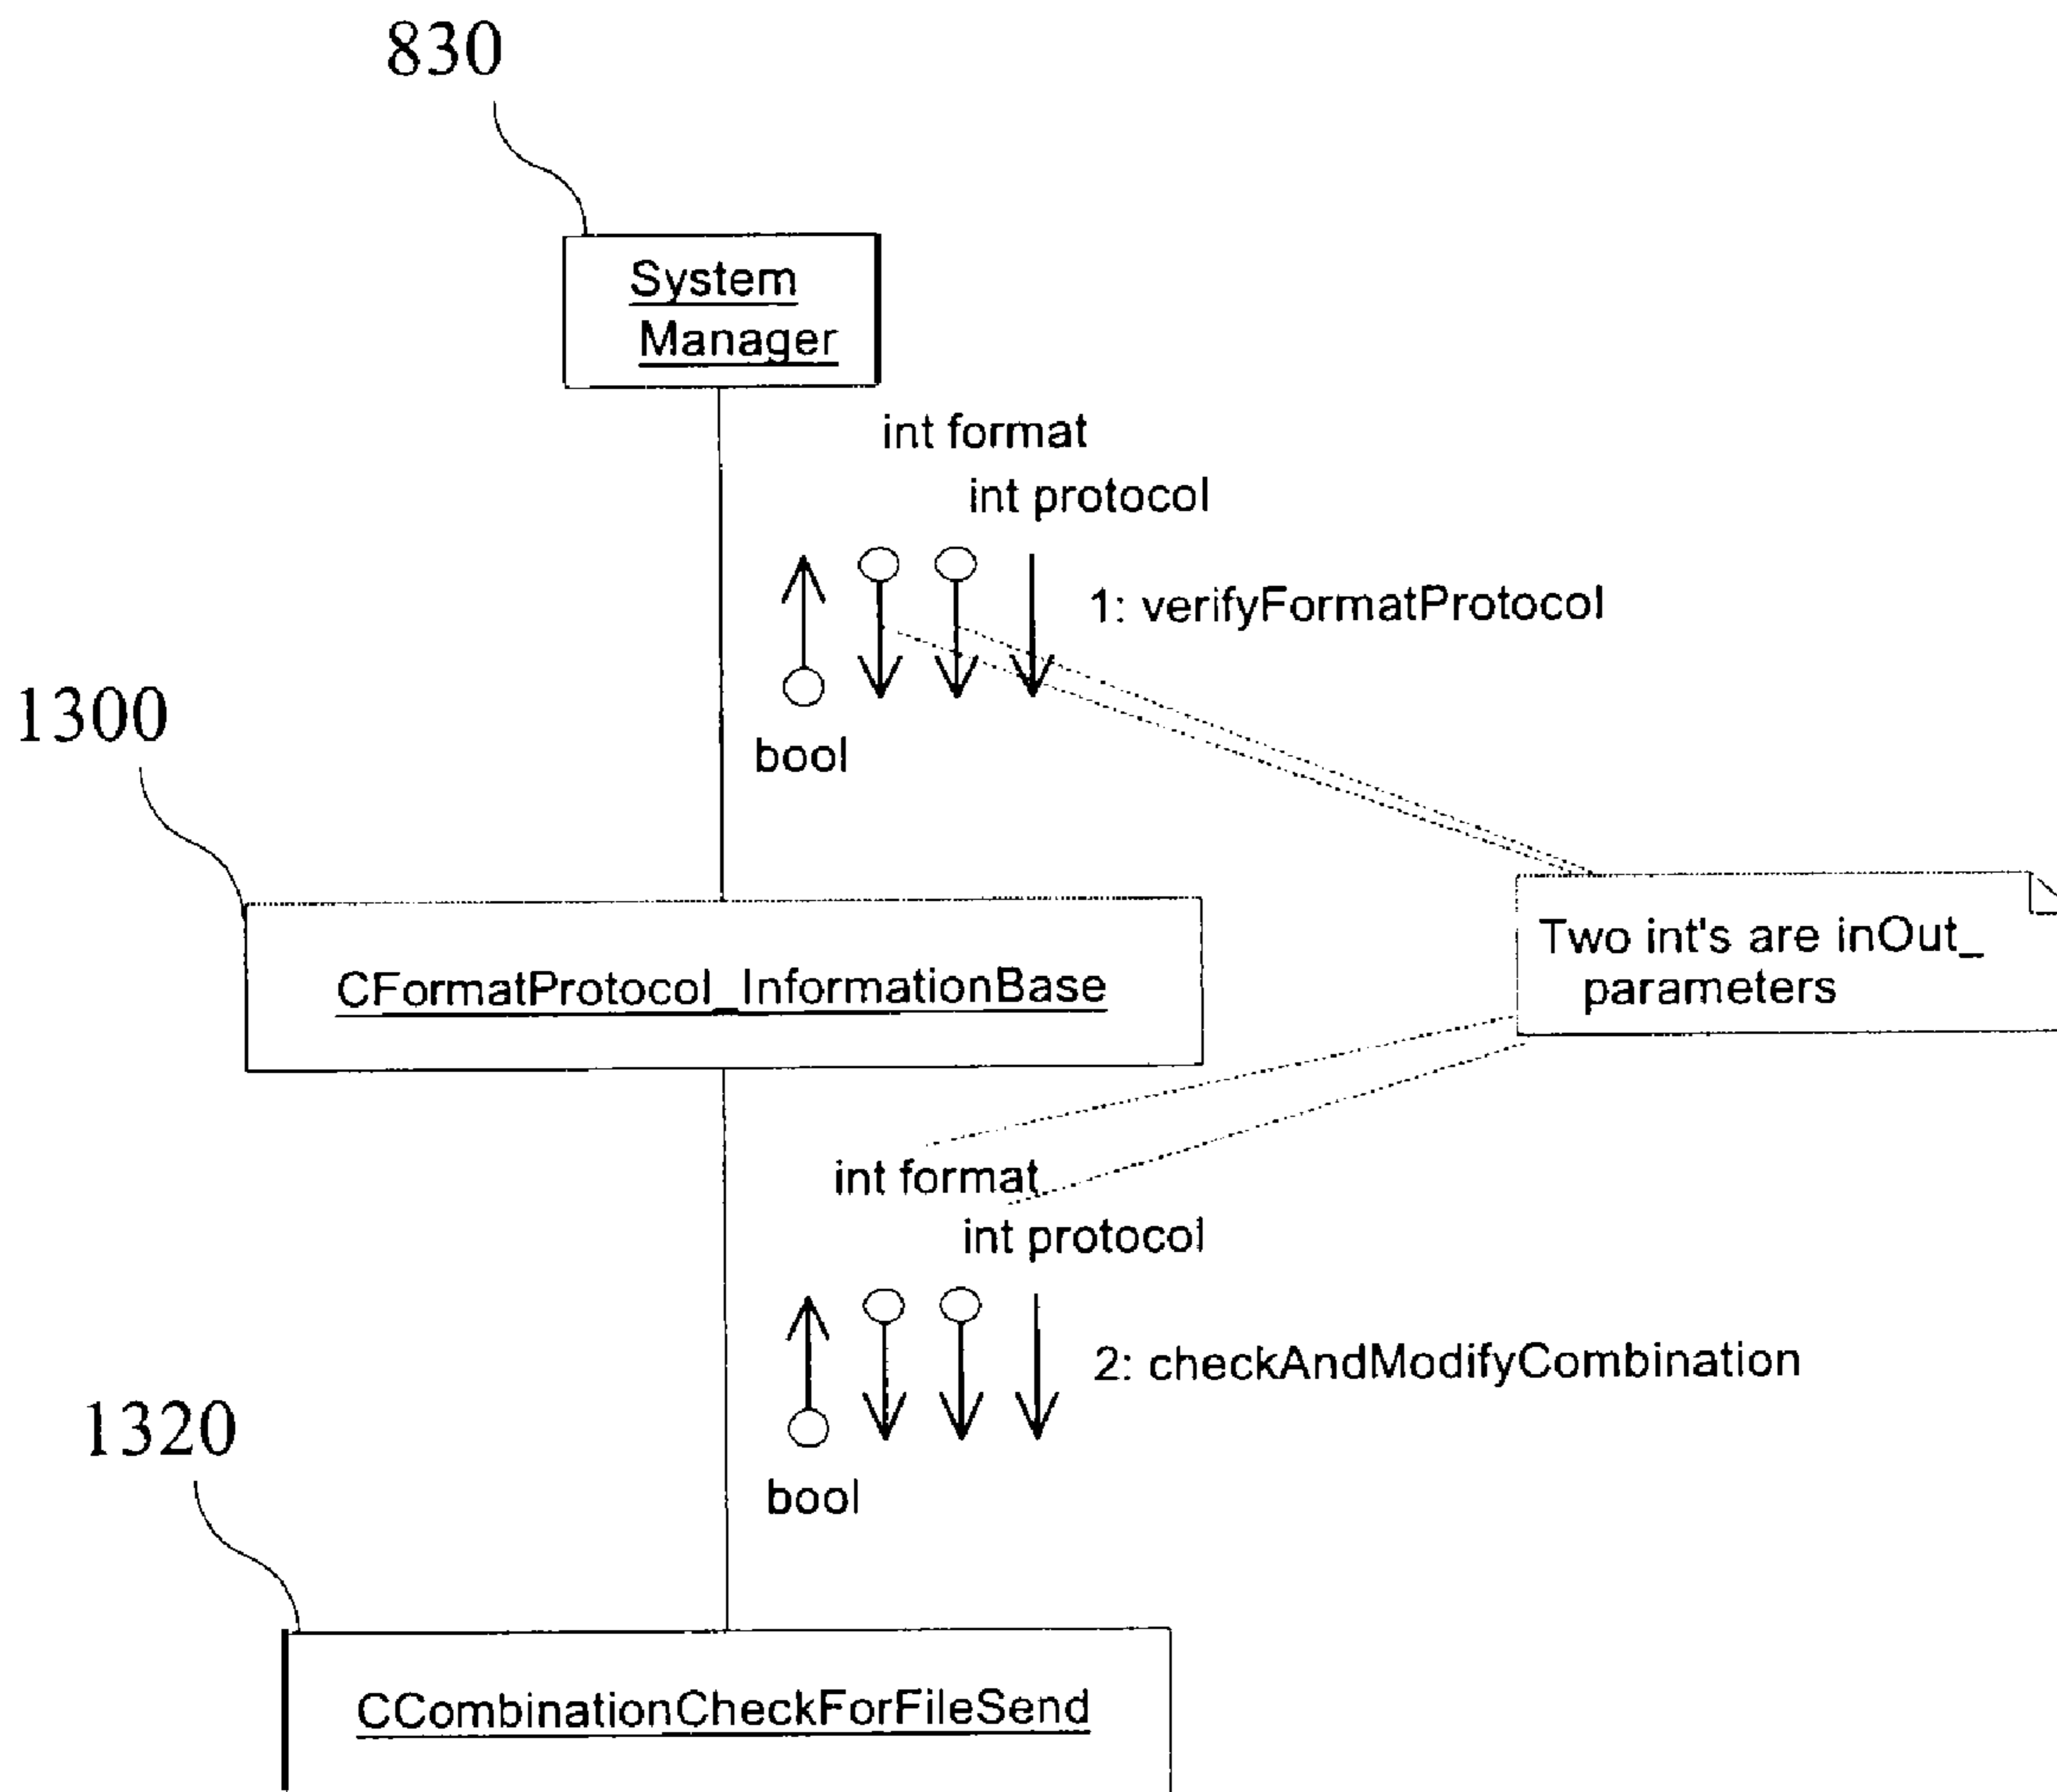 830
System
Manager
int format
int protocol
1: verifyFormatProtocol
bool
1300
CFormatProtocol_InformationBase
Two int's are inOut_
parameters
int format
int protocol
2: checkAndModifyCombination
bool
1320
CCombinationCheckForFileSend